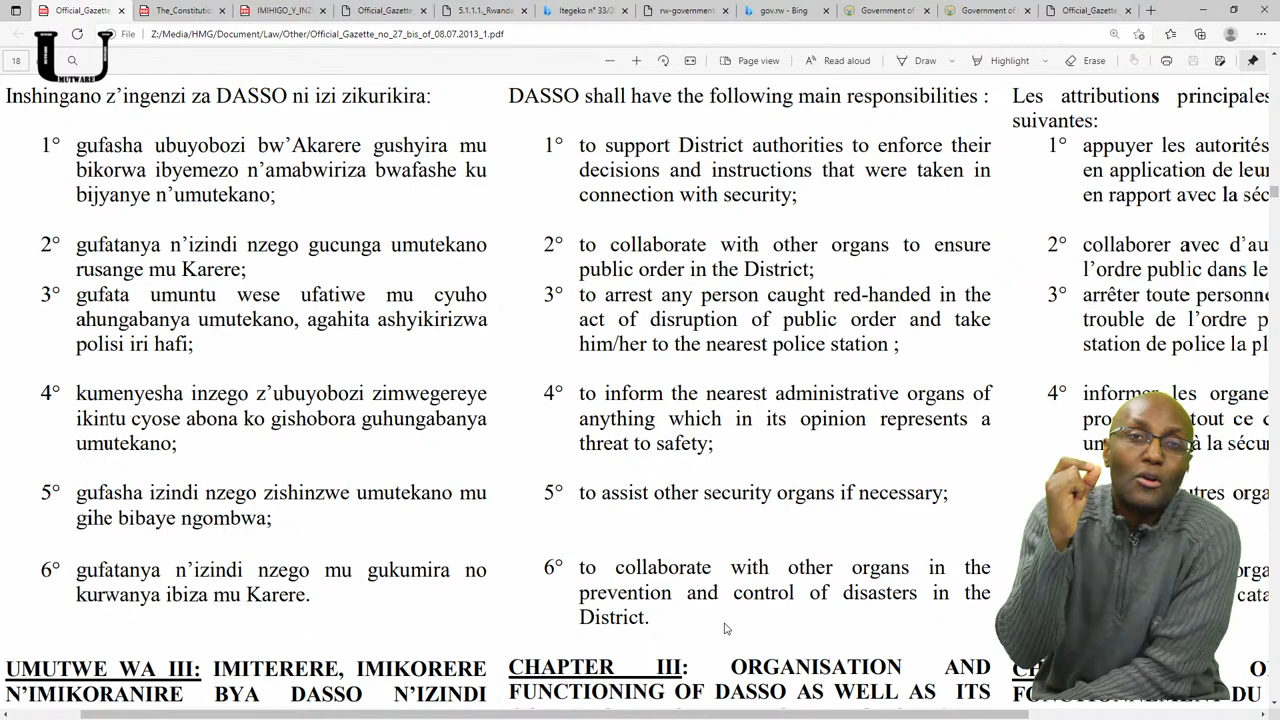 Official_Gazette
The_Constitution
IMIHIGO_Y_INZ
Official_Gazette
5.1.1.1_Rwanda
Itegeko n° 33/2
rw-government
gov.rw - Bing
Government of
Government of
Official_Gazette
File
Z:/Media/HMG/Document/Law/Other/Official_Gazette_no_27_bis_of_08.07.2013_1.pdf
U
MUTWARE
18
Page view
Read aloud
Draw
Highlight
Erase
Inshingano z’ingenzi za DASSO ni izi zikurikira:
1° gufasha ubuyobozi bw’Akarere gushyira mu
bikorwa ibyemezo n’amabwiriza bwafashe ku
bijyanye n’umutekano;
2° gufatanya n’izindi nzego gucunga umutekano
rusange mu Karere;
3° gufata umuntu wese ufatiwe mu cyuho
ahungabanya umutekano, agahita ashyikirizwa
polisi iri hafi;
4° kumenyesha inzego z’ubuyobozi zimwegereye
ikintu cyose abona ko gishobora guhungabanya
umutekano;
5° gufasha izindi nzego zishinzwe umutekano mu
gihe bibaye ngombwa;
6° gufatanya n’izindi nzego mu gukumira no
kurwanya ibiza mu Karere.
UMUTWE WA III: IMITERERE, IMIKORERE
N’IMIKORANIRE BYA DASSO N’IZINDI
DASSO shall have the following main responsibilities :
1° to support District authorities to enforce their
decisions and instructions that were taken in
connection with security;
2° to collaborate with other organs to ensure
public order in the District;
3° to arrest any person caught red-handed in the
act of disruption of public order and take
him/her to the nearest police station ;
4° to inform the nearest administrative organs of
anything which in its opinion represents a
threat to safety;
5° to assist other security organs if necessary;
6° to collaborate with other organs in the
prevention and control of disasters in the
District.
CHAPTER III: ORGANISATION AND
FUNCTIONING OF DASSO AS WELL AS ITS
Les attributions principales
suivantes:
1° appuyer les autorités
en application de leur
en rapport avec la séc
2° collaborer avec d’au
l’ordre public dans le
3° arrêter toute personne
trouble de l’ordre p
station de police la pl
4° informer les organe
tout ce
à la sécur
utres orga
orga
cata